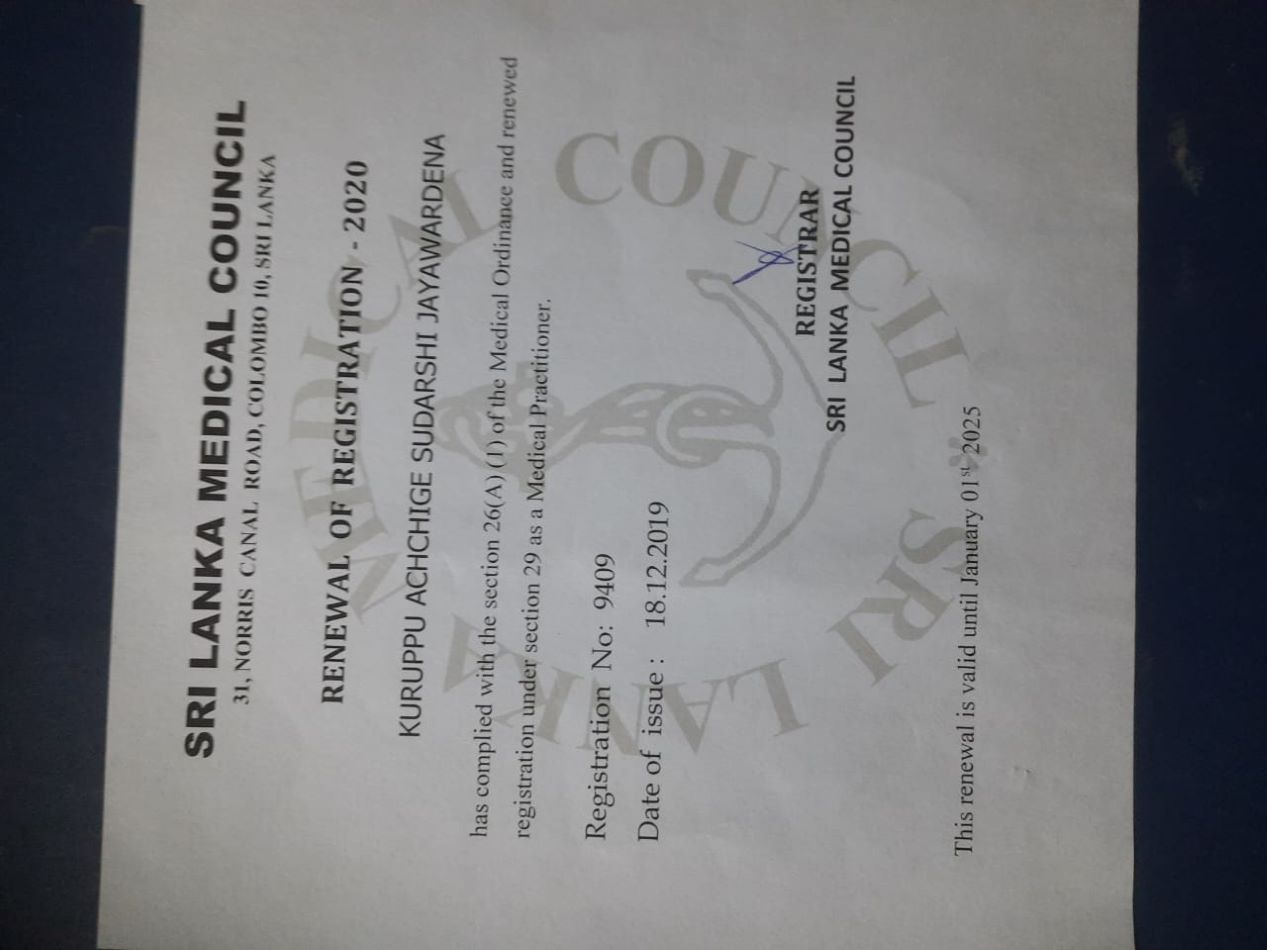 SRI LANKA MEDICAL COUNCIL
31, NORRIS CANAL ROAD, COLOMBO 10, SRI LANKA
RENEWAL OF REGISTRATION - 2020
KURUPPU ACHCHIGE SUDARSHI JAYAWARDENA
has complied with the section 26(A) (1) of the Medical Ordinance and renewed
registration under section 29 as a Medical Practitioner.
Registration No: 9409
Date of issue : 18.12.2019
REGISTRAR
SRI LANKA MEDICAL COUNCIL
This renewal is valid until January 01st 2025
SRI LANKA MEDICAL COUNCIL